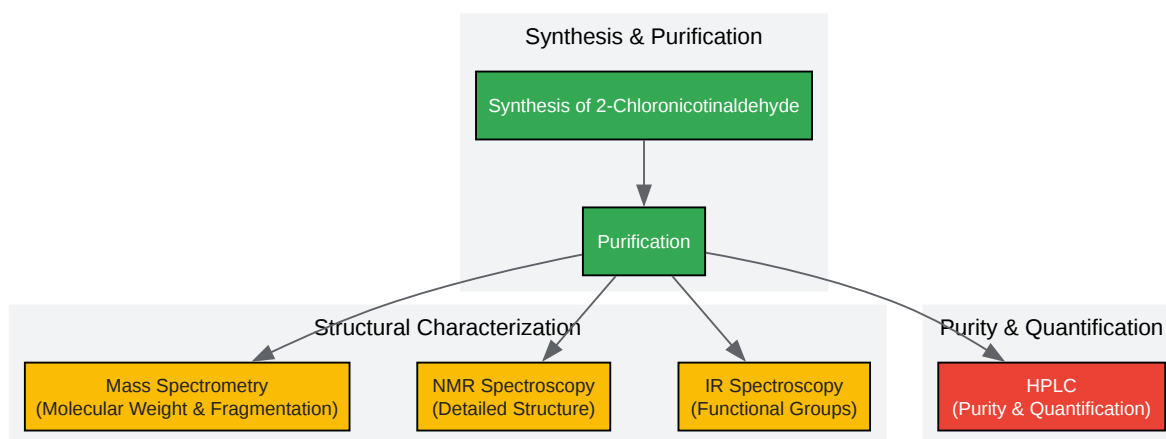 Synthesis & Purification
Synthesis of 2-Chloronicotinaldehyde
Purification
Structural Characterization
Purity & Quantification
Mass Spectrometry
(Molecular Weight & Fragmentation)
NMR Spectroscopy
(Detailed Structure)
IR Spectroscopy
(Functional Groups)
HPLC
(Purity & Quantification)